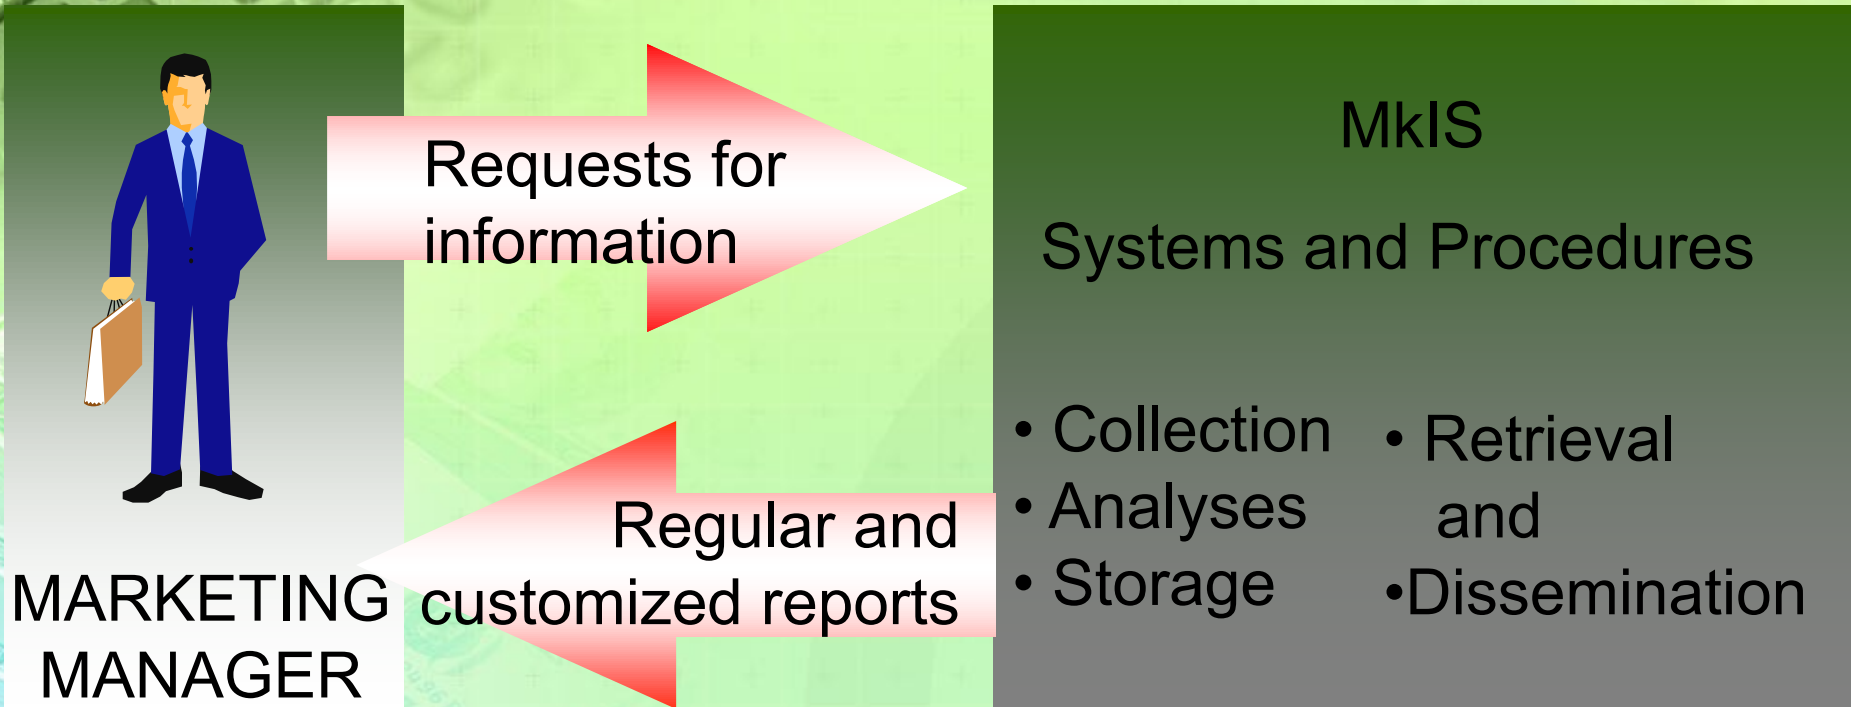 Requests for
information
MkIS
Systems and Procedures
• Collection
• Analyses
• Storage
• Retrieval
and
•Dissemination
Regular and
customized reports
MARKETING
MANAGER